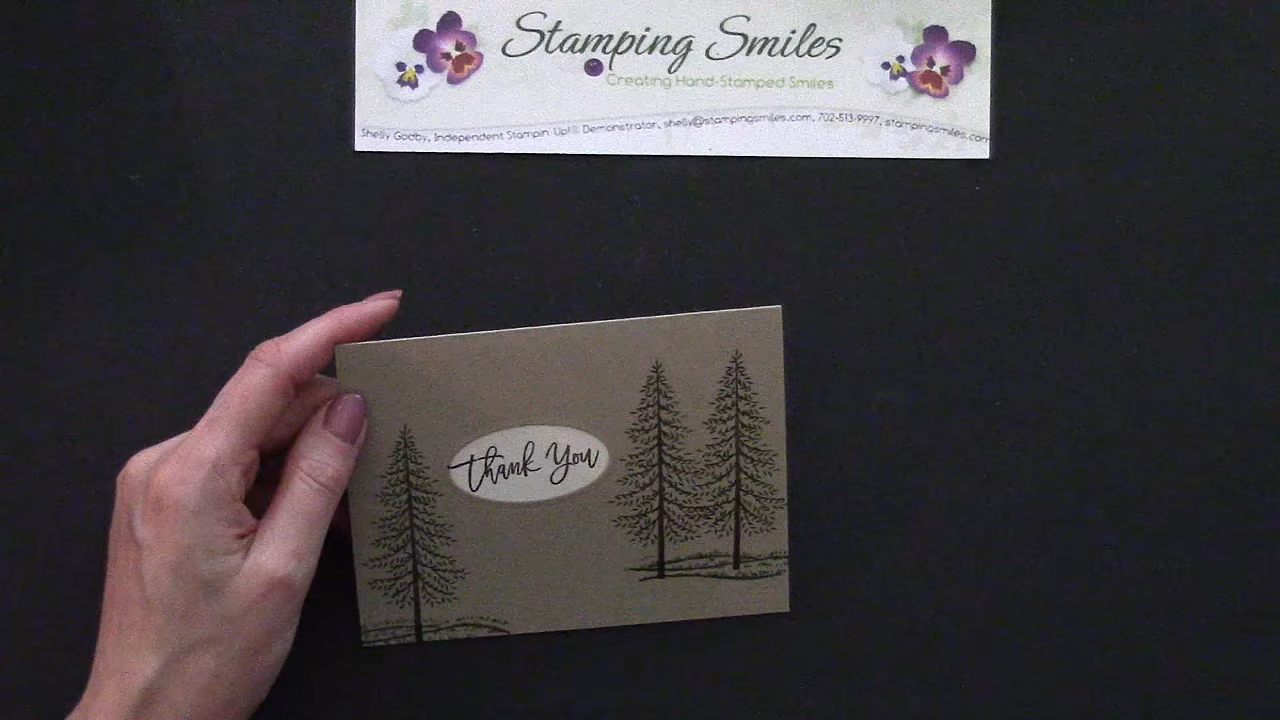 Stamping Smiles
Creating Hand-Stamped Smiles
Shelly Godby, Independent Stampin' Up!® Demonstrator, shelly@stampingsmiles.com, 702-513-9997, stampingsmiles.com
thank You